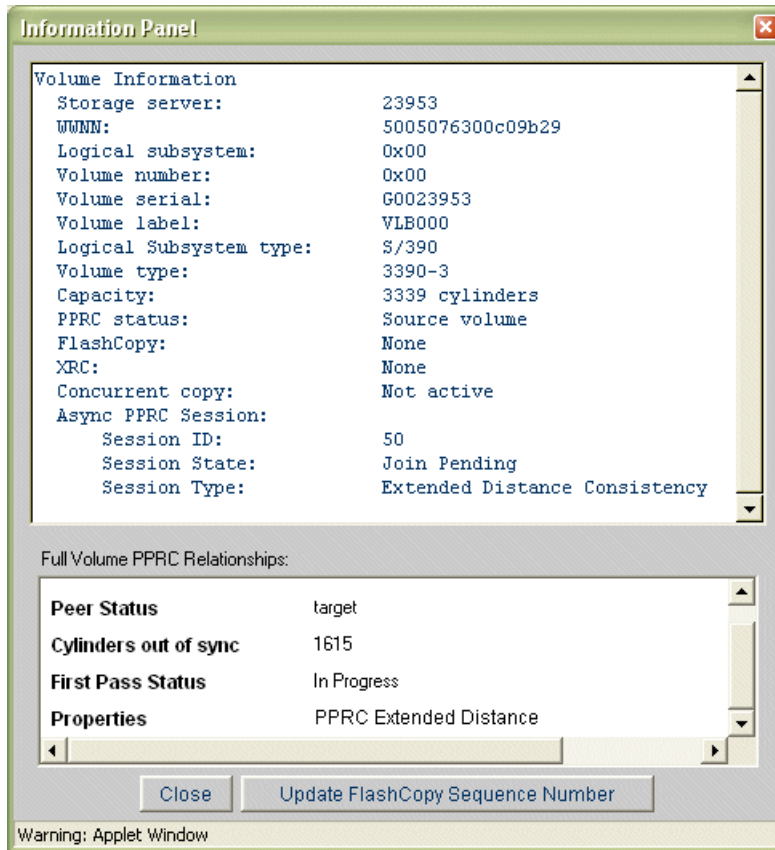 Information Panel
Volume Information
Storage server: 23953
WWNN: 5005076300c09b29
Logical subsystem: 0x00
Volume number: 0x00
Volume serial: G0023953
Volume label: VLB000
Logical Subsystem type: S/390
Volume type: 3390-3
Capacity: 3339 cylinders
PPRC status: Source volume
FlashCopy: None
XRC: None
Concurrent copy: Not active
Async PPRC Session:
Session ID: 50
Session State: Join Pending
Session Type: Extended Distance Consistency
Full Volume PPRC Relationships:
Peer Status target
Cylinders out of sync 1615
First Pass Status In Progress
Properties PPRC Extended Distance
Close Update FlashCopy Sequence Number
Warning: Applet Window